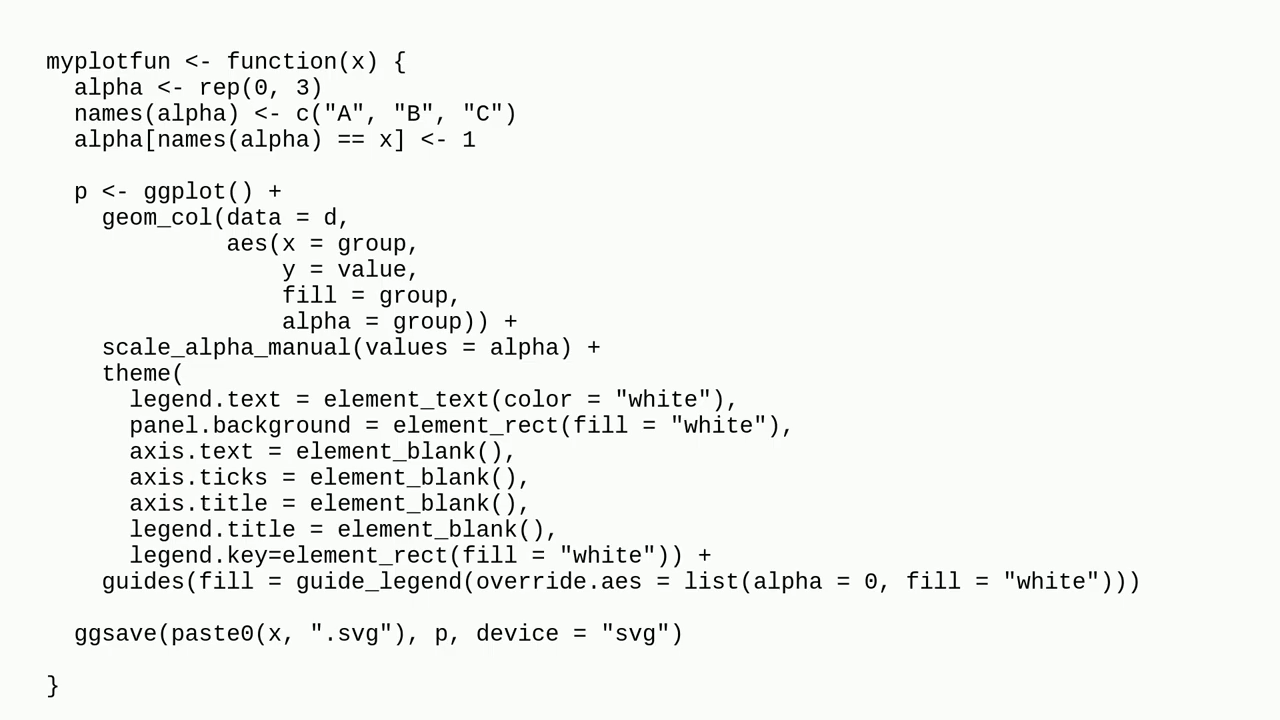 myplotfun <- function(x) {
  alpha <- rep(0, 3)
  names(alpha) <- c("A", "B", "C")
  alpha[names(alpha) == x] <- 1

  p <- ggplot() +
    geom_col(data = d,
             aes(x = group,
                 y = value,
                 fill = group,
                 alpha = group)) +
    scale_alpha_manual(values = alpha) +
    theme(
      legend.text = element_text(color = "white"),
      panel.background = element_rect(fill = "white"),
      axis.text = element_blank(),
      axis.ticks = element_blank(),
      axis.title = element_blank(),
      legend.title = element_blank(),
      legend.key=element_rect(fill = "white")) +
    guides(fill = guide_legend(override.aes = list(alpha = 0, fill = "white")))

  ggsave(paste0(x, ".svg"), p, device = "svg")

}